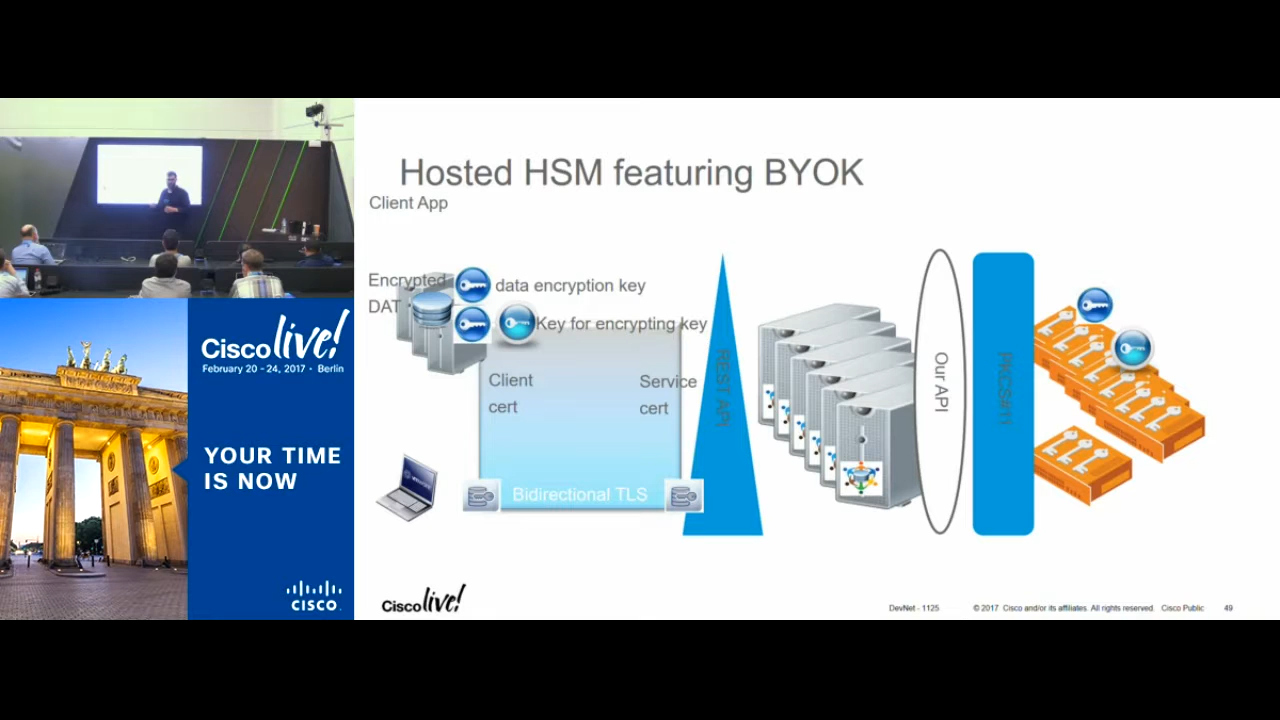 Hosted HSM featuring BYOK
Client App
Encrypted
DAT
data encryption key
Key for encrypting key
Client
cert
Service
cert
Bidirectional TLS
REST API
Our API
Cisco live!
February 20 - 24, 2017 • Berlin
YOUR TIME
IS NOW
CISCO
Cisco live!
DevNet - 1125
© 2017 Cisco and/or its affiliates. All rights reserved.
Cisco Public
49